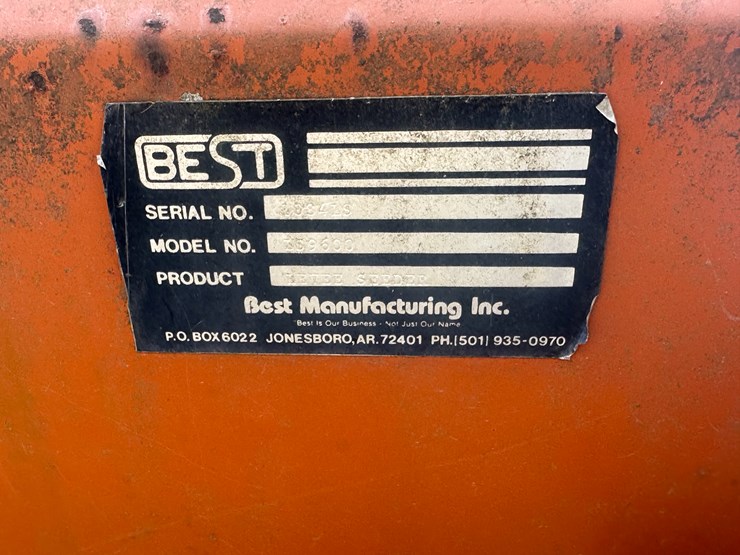 BEST
SERIAL NO.
MODEL NO.
PRODUCT
Best Manufacturing Inc.
"Best Is Our Business - Not Just Our Name"
P.O. BOX 6022 JONESBORO, AR. 72401 PH. (501) 935-0970